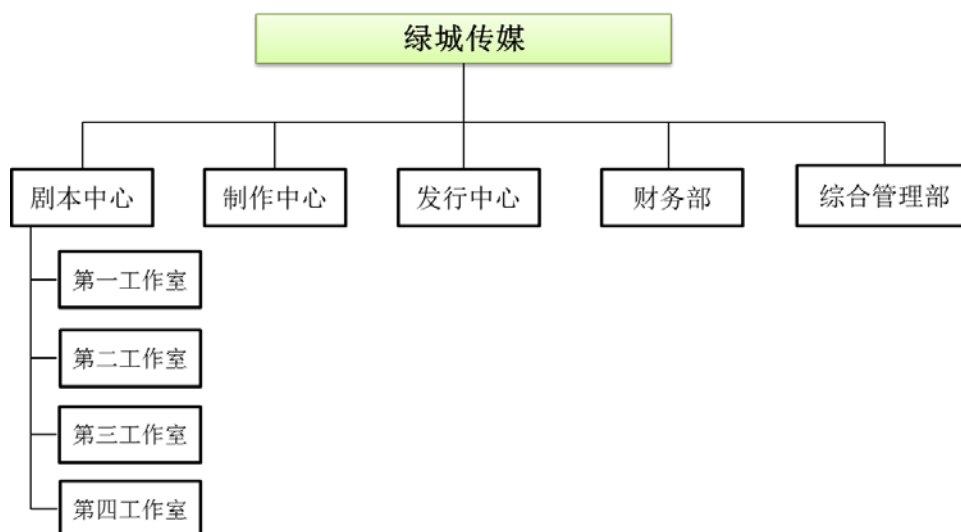 绿城传媒
剧本中心
制作中心
发行中心
财务部
综合管理部
第一工作室
第二工作室
第三工作室
第四工作室